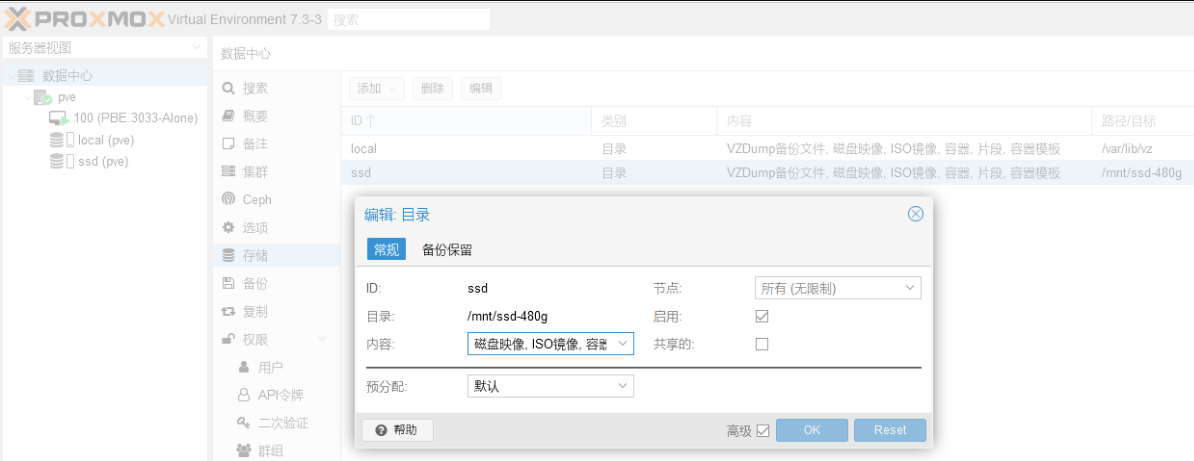 PROXMOX Virtual Environment 7.3-3 搜索
服务器视图
数据中心
pve
100 (PBE.3033-Alone)
local (pve)
ssd (pve)
数据中心
搜索
概要
备注
集群
Ceph
选项
存储
备份
复制
权限
用户
API令牌
二次验证
群组
添加 删除 编辑
ID 类别 内容 路径/目标
local 目录 VZDump备份文件, 磁盘映像, ISO镜像, 容器, 片段, 容器模板 /var/lib/vz
ssd 目录 VZDump备份文件, 磁盘映像, ISO镜像, 容器, 片段, 容器模板 /mnt/ssd-480g
编辑: 目录
常规 备份保留
ID: ssd 节点: 所有 (无限制)
目录: /mnt/ssd-480g 启用:
内容: 磁盘映像, ISO镜像, 容器 共享的:
预分配: 默认
帮助 高级 OK Reset